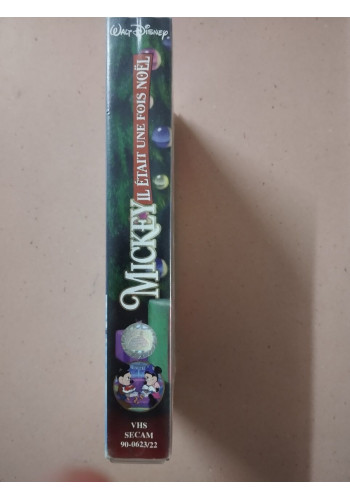 WALT DISNEY
MICKEY IL ÉTAIT UNE FOIS NOËL
VHS
SECAM
90-0623/22